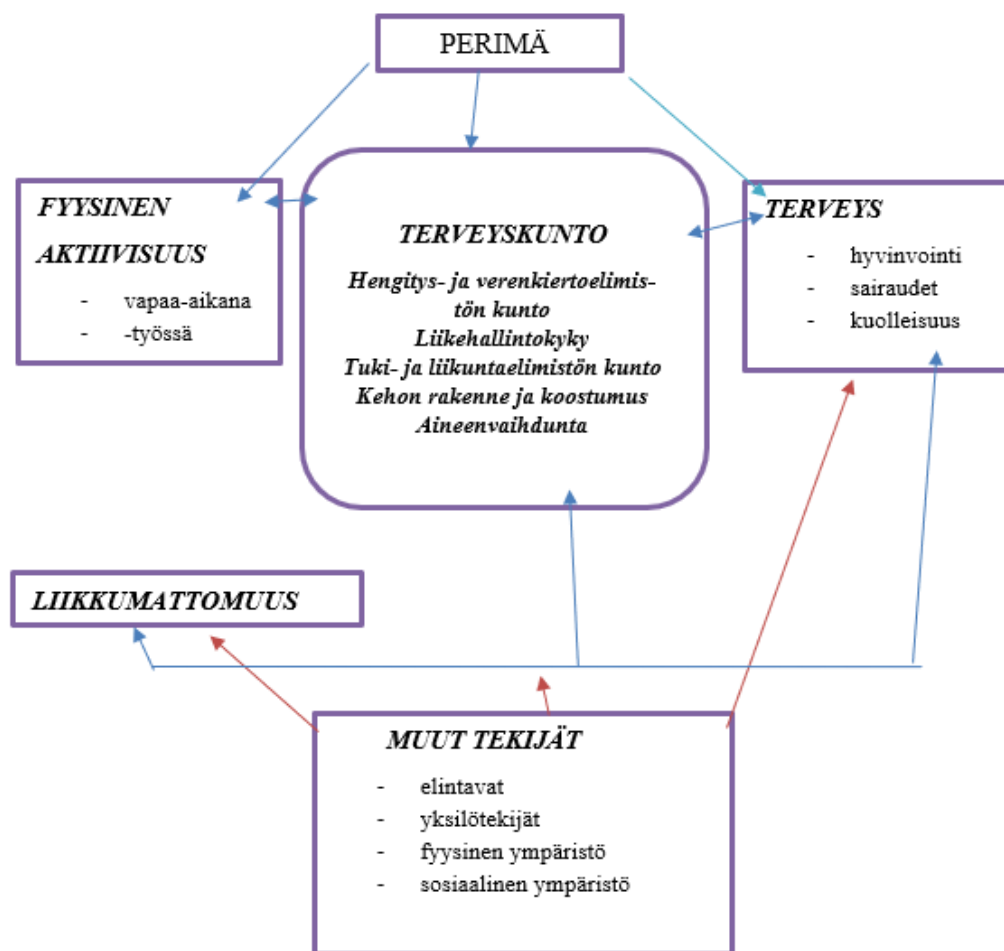 PERIMÄ
FYYSINEN
AKTIIVISUUS
- vapaa-aikana
- -työssä
TERVEYSKUNTO
Hengitys- ja verenkiertoelimis-
tön kunto
Liikehallintokyky
Tuki- ja liikuntaelimistön kunto
Kehon rakenne ja koostumus
Aineenvaihdunta
TERVEYS
- hyvinvointi
- sairaudet
- kuolleisuus
LIIKKUMATTOMUUS
MUUT TEKIJÄT
- elintavat
- yksilötekijät
- fyysinen ympäristö
- sosiaalinen ympäristö